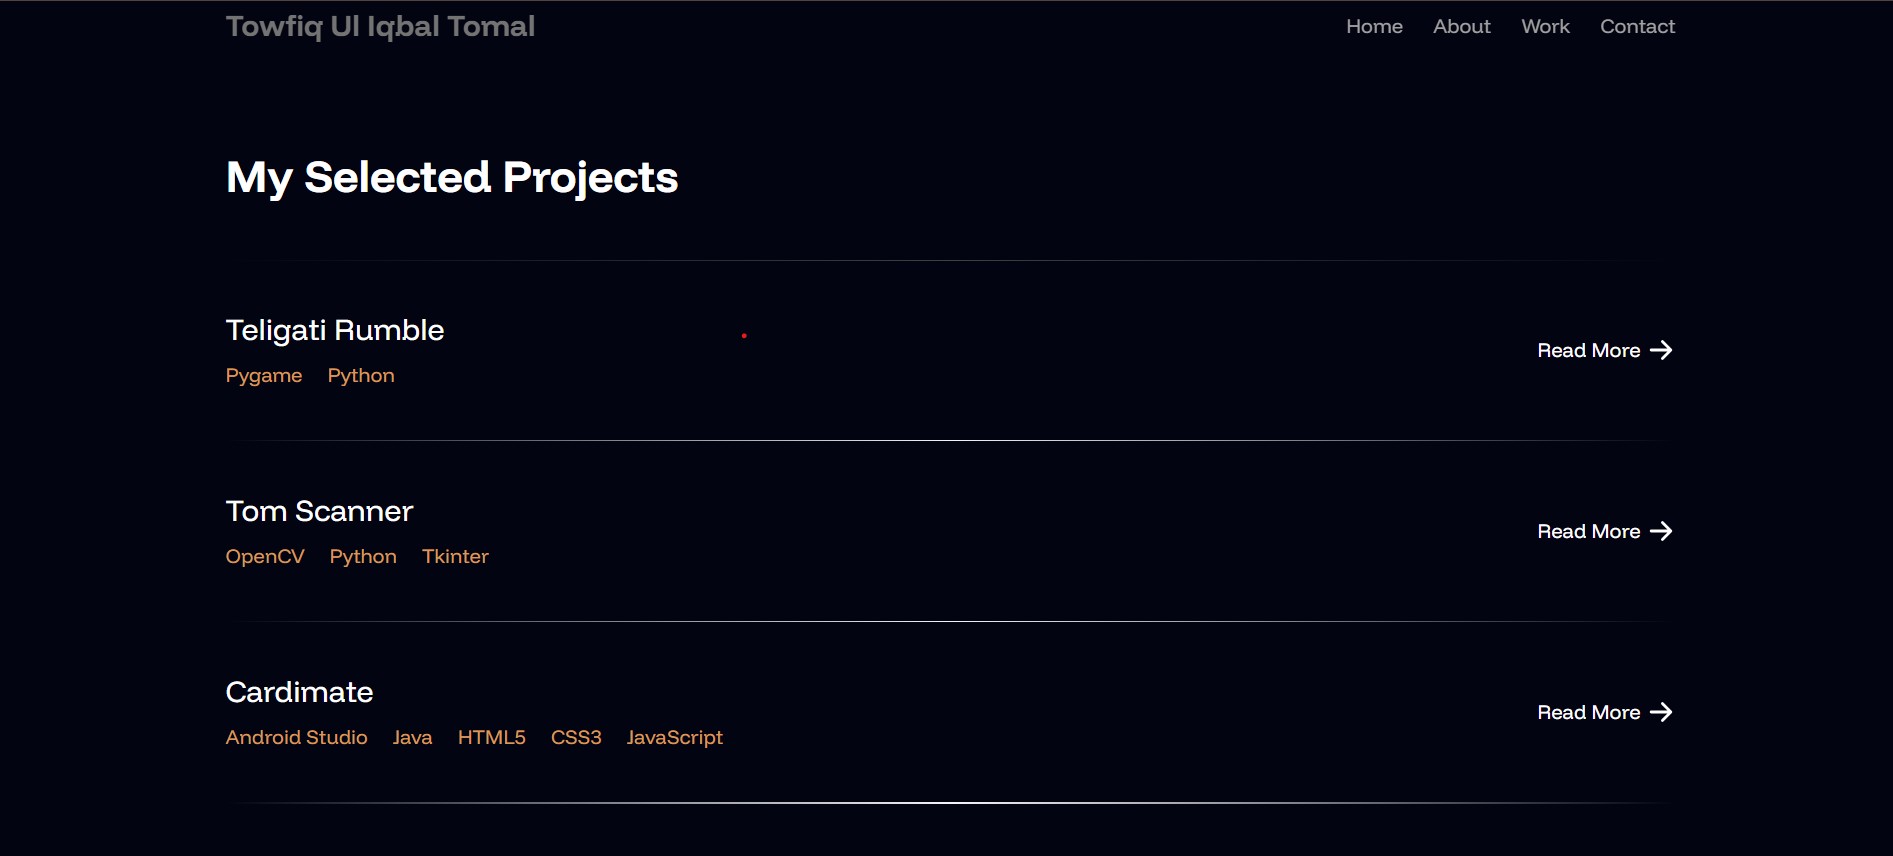 Towfiq Ul Iqbal Tomal
Home About Work Contact
My Selected Projects
Teligati Rumble
Pygame Python
Read More
Tom Scanner
OpenCV Python Tkinter
Read More
Cardimate
Android Studio Java HTML5 CSS3 JavaScript
Read More